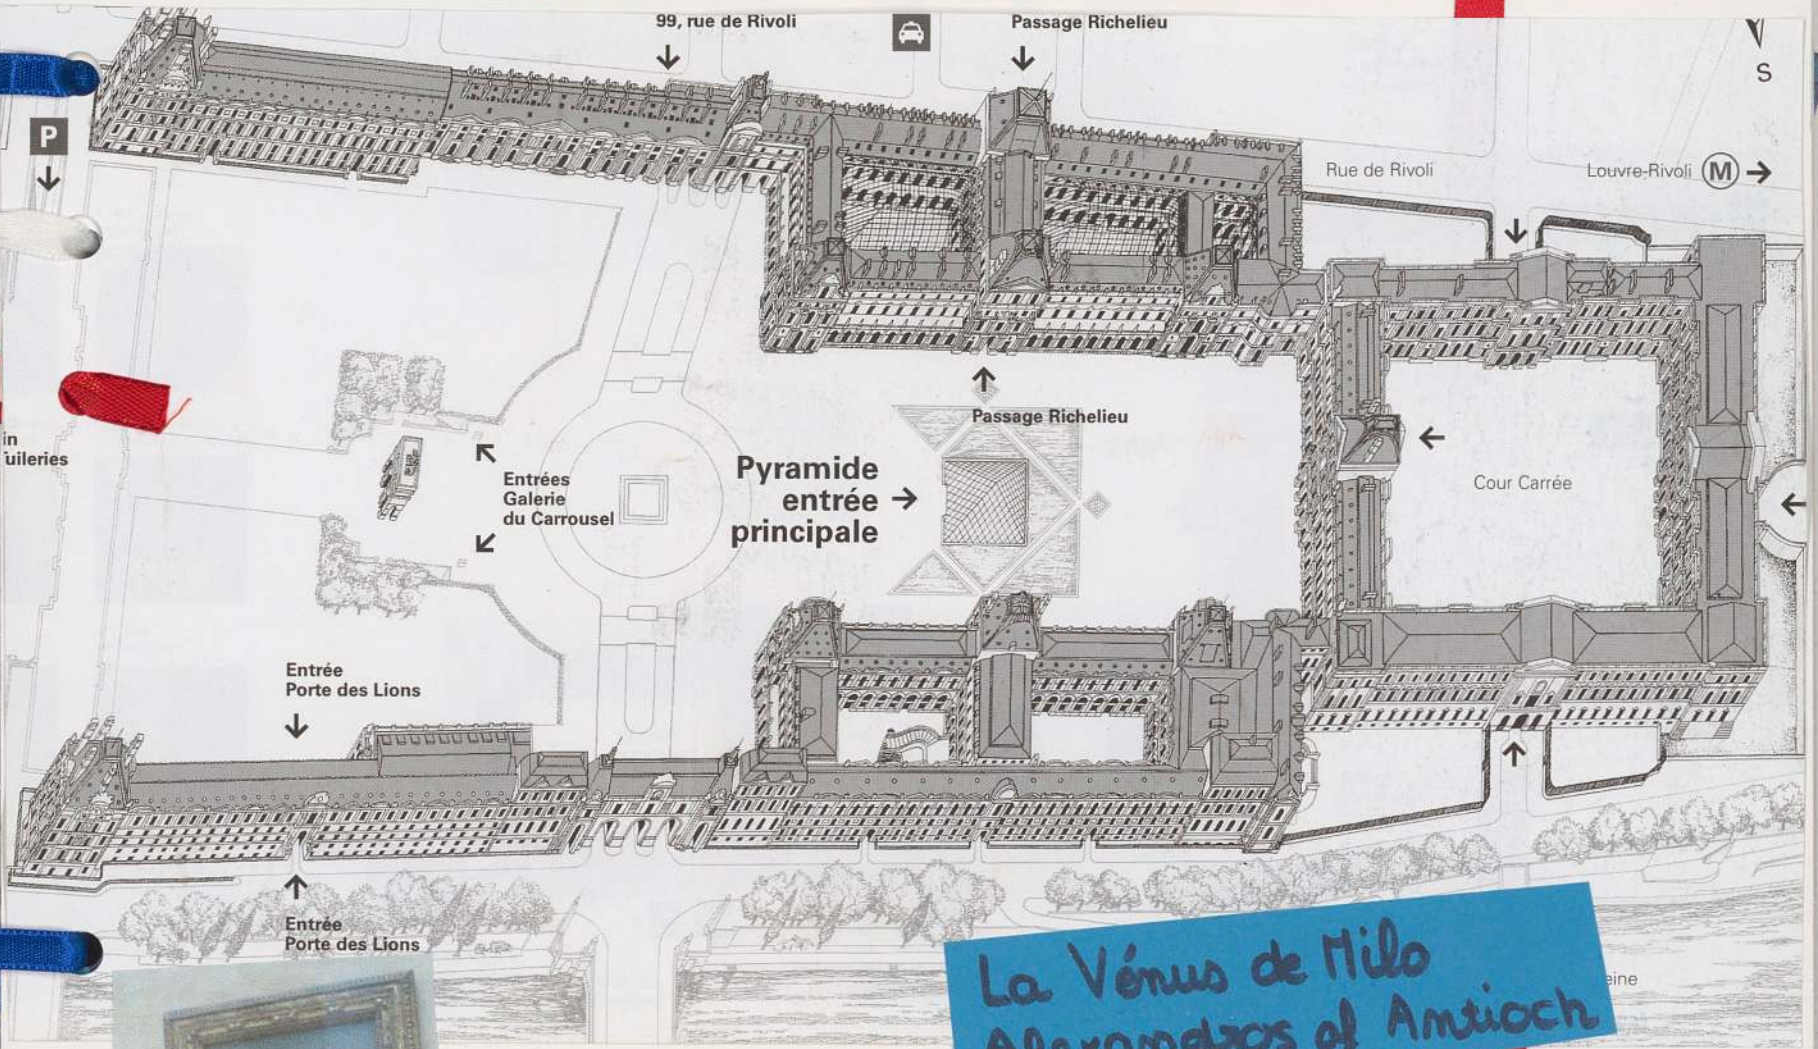 99, rue de Rivoli
Passage Richelieu
S
P
Rue de Rivoli
Louvre-Rivoli M
Passage Richelieu
in
uileries
Entrées
Galerie
du Carrousel
Pyramide
entrée
principale
Cour Carrée
Entrée
Porte des Lions
Entrée
Porte des Lions
La Vénus de Milo
Alexandros of Antioch
eine